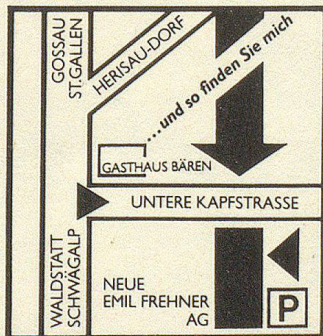 GOSSAU
ST.GALLEN
HERISAU-DORF
...und so finden Sie mich
GASTHAUS BÄREN
UNTERE KAPFSTRASSE
WALDSTATT
SCHWÄGALP
NEUE
EMIL FREHNER
AG
P